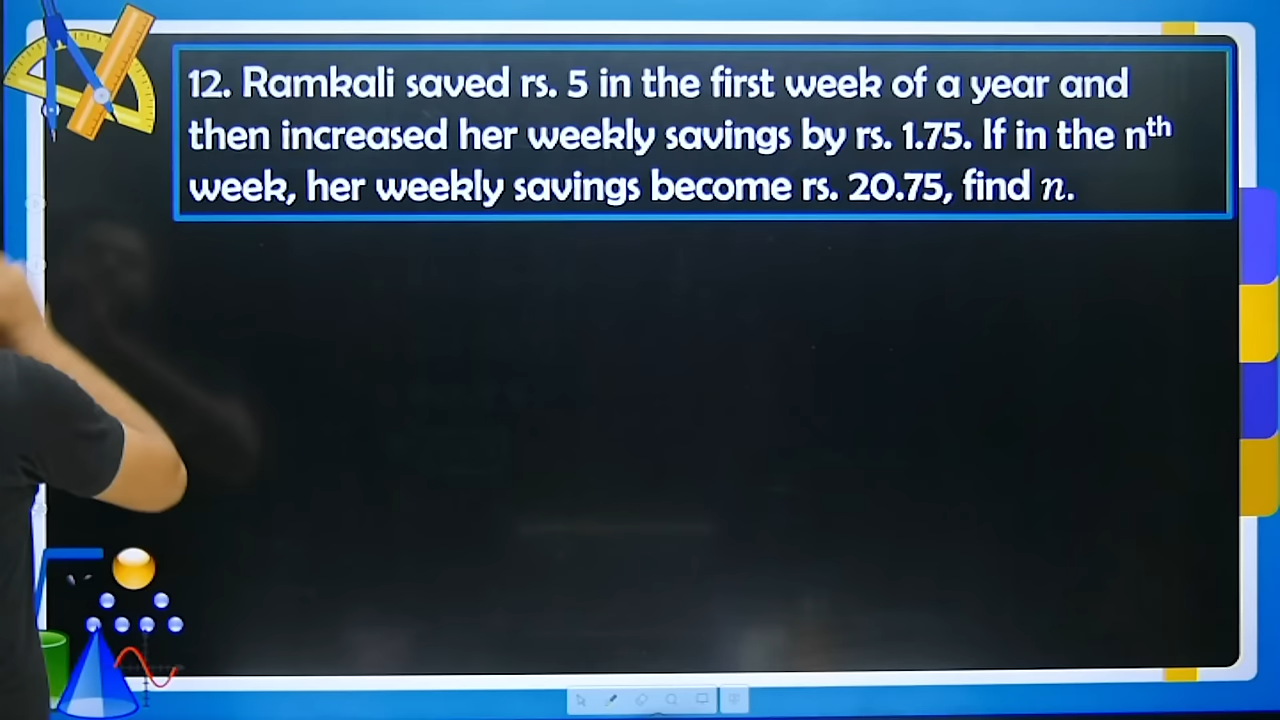 12. Ramkali saved rs. 5 in the first week of a year and
then increased her weekly savings by rs. 1.75. If in the nth
week, her weekly savings become rs. 20.75, find n.